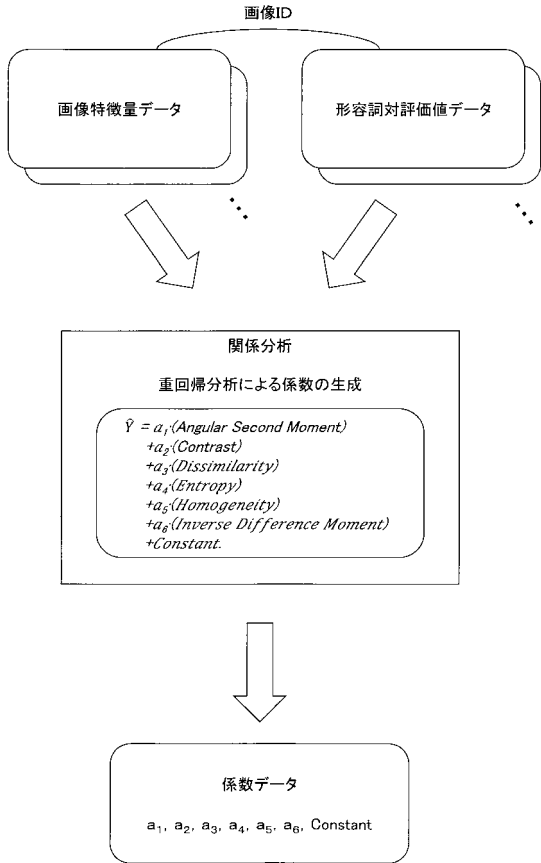 画像ID
画像特徴量データ
形容詞対評価値データ
関係分析
重回帰分析による係数の生成
Ŷ = a₁·(Angular Second Moment)
+a₂·(Contrast)
+a₃·(Dissimilarity)
+a₄·(Entropy)
+a₅·(Homogeneity)
+a₆·(Inverse Difference Moment)
+Constant.
係数データ
a₁, a₂, a₃, a₄, a₅, a₆, Constant